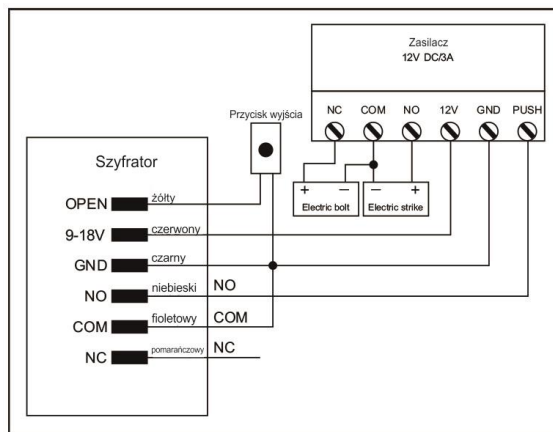 Zasilacz
12V DC/3A
NC COM NO 12V GND PUSH
Przycisk wyjścia
+ − − +
Electric bolt Electric strike
Szyfrator
OPEN żółty
9-18V czerwony
GND czarny
NO niebieski NO
COM fioletowy COM
NC pomarańczowy NC